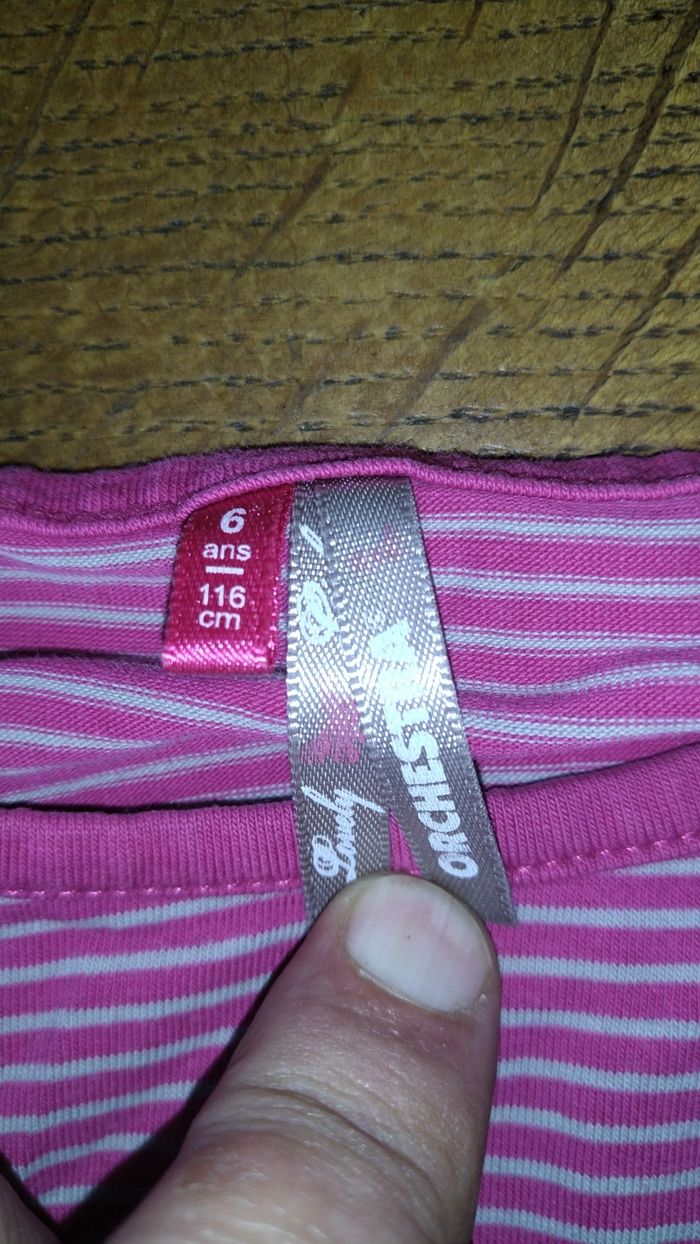 6
ans
116
cm
Lovely
ORCHESTRA®